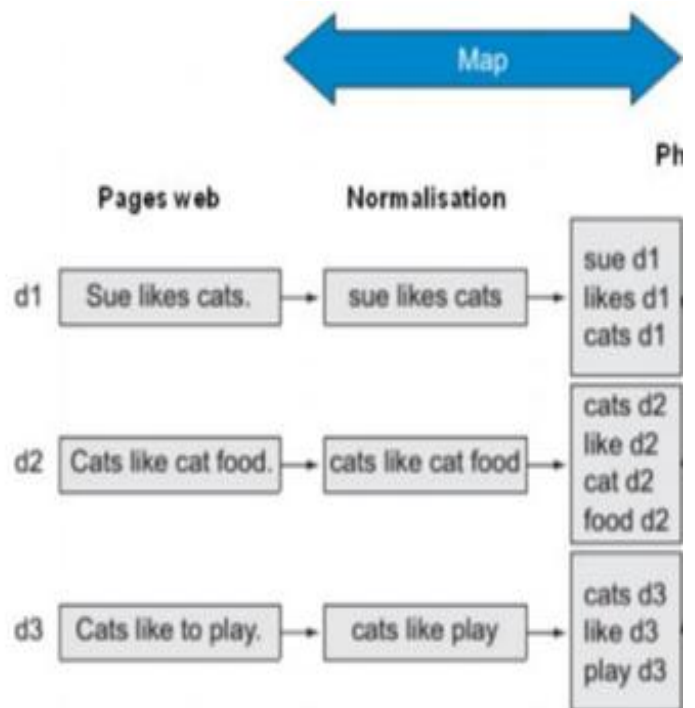 Map
Ph
Pages web
Normalisation
d1
Sue likes cats.
sue likes cats
sue d1
likes d1
cats d1
d2
Cats like cat food.
cats like cat food
cats d2
like d2
cat d2
food d2
d3
Cats like to play.
cats like play
cats d3
like d3
play d3